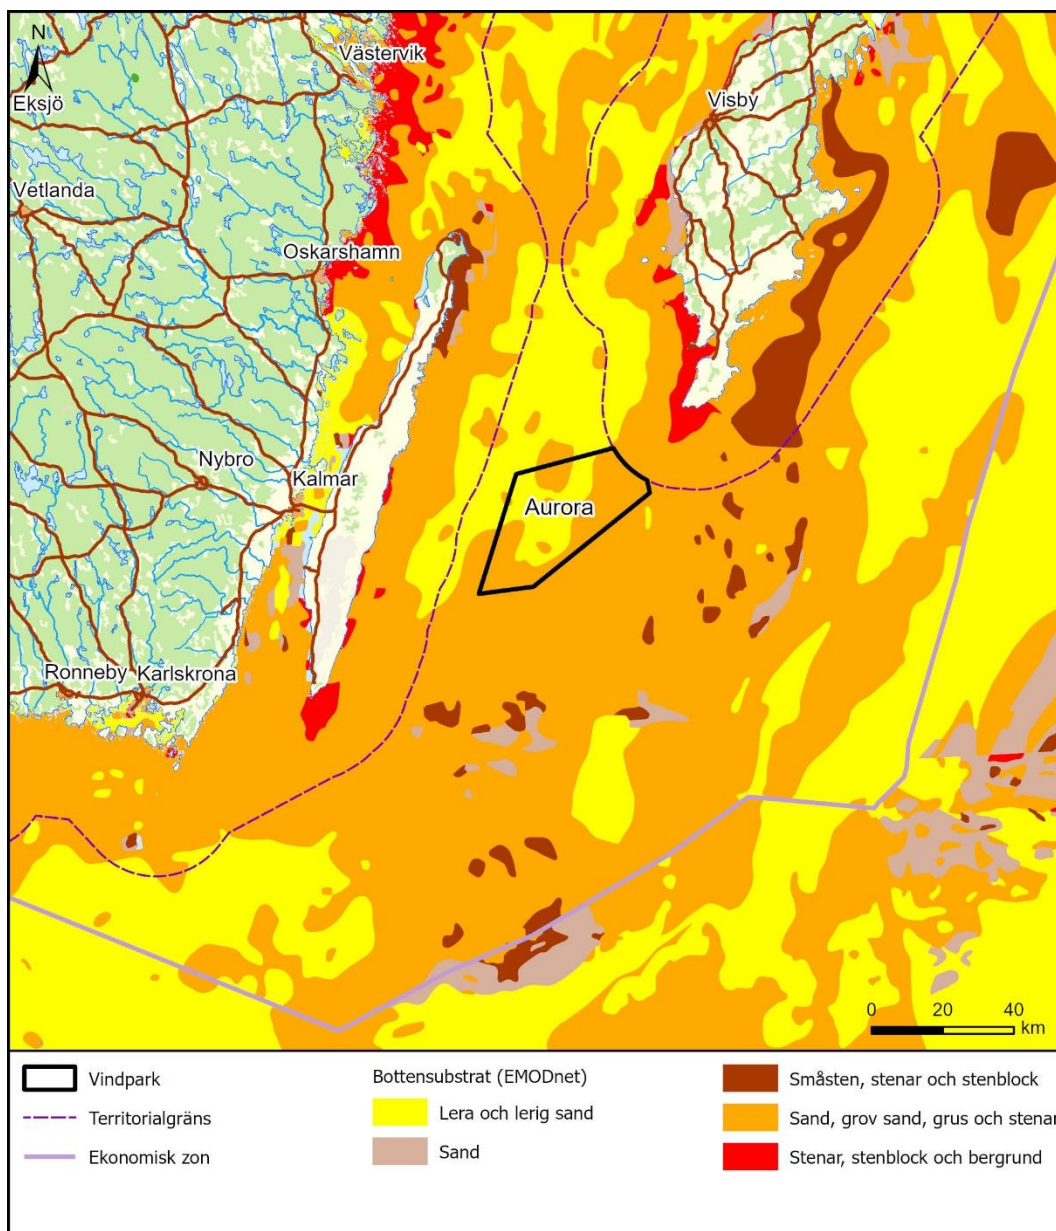 N
Västervik
Eksjö
Visby
Vetlanda
Oskarshamn
Nybro
Kalmar
Aurora
Ronneby
Karlskrona
0 20 40
km
Vindpark
Territorialgräns
Ekonomisk zon
Bottensubstrat (EMODnet)
Lera och lerig sand
Sand
Småsten, stenar och stenblock
Sand, grov sand, grus och stenar
Stenar, stenblock och bergrund